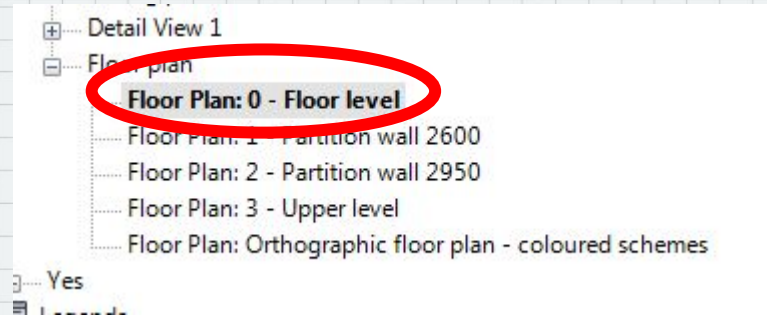 Detail View 1
Floor plan
Floor Plan: 0 - Floor level
Floor Plan: 1 - Partition wall 2600
Floor Plan: 2 - Partition wall 2950
Floor Plan: 3 - Upper level
Floor Plan: Orthographic floor plan - coloured schemes
Yes
Legends